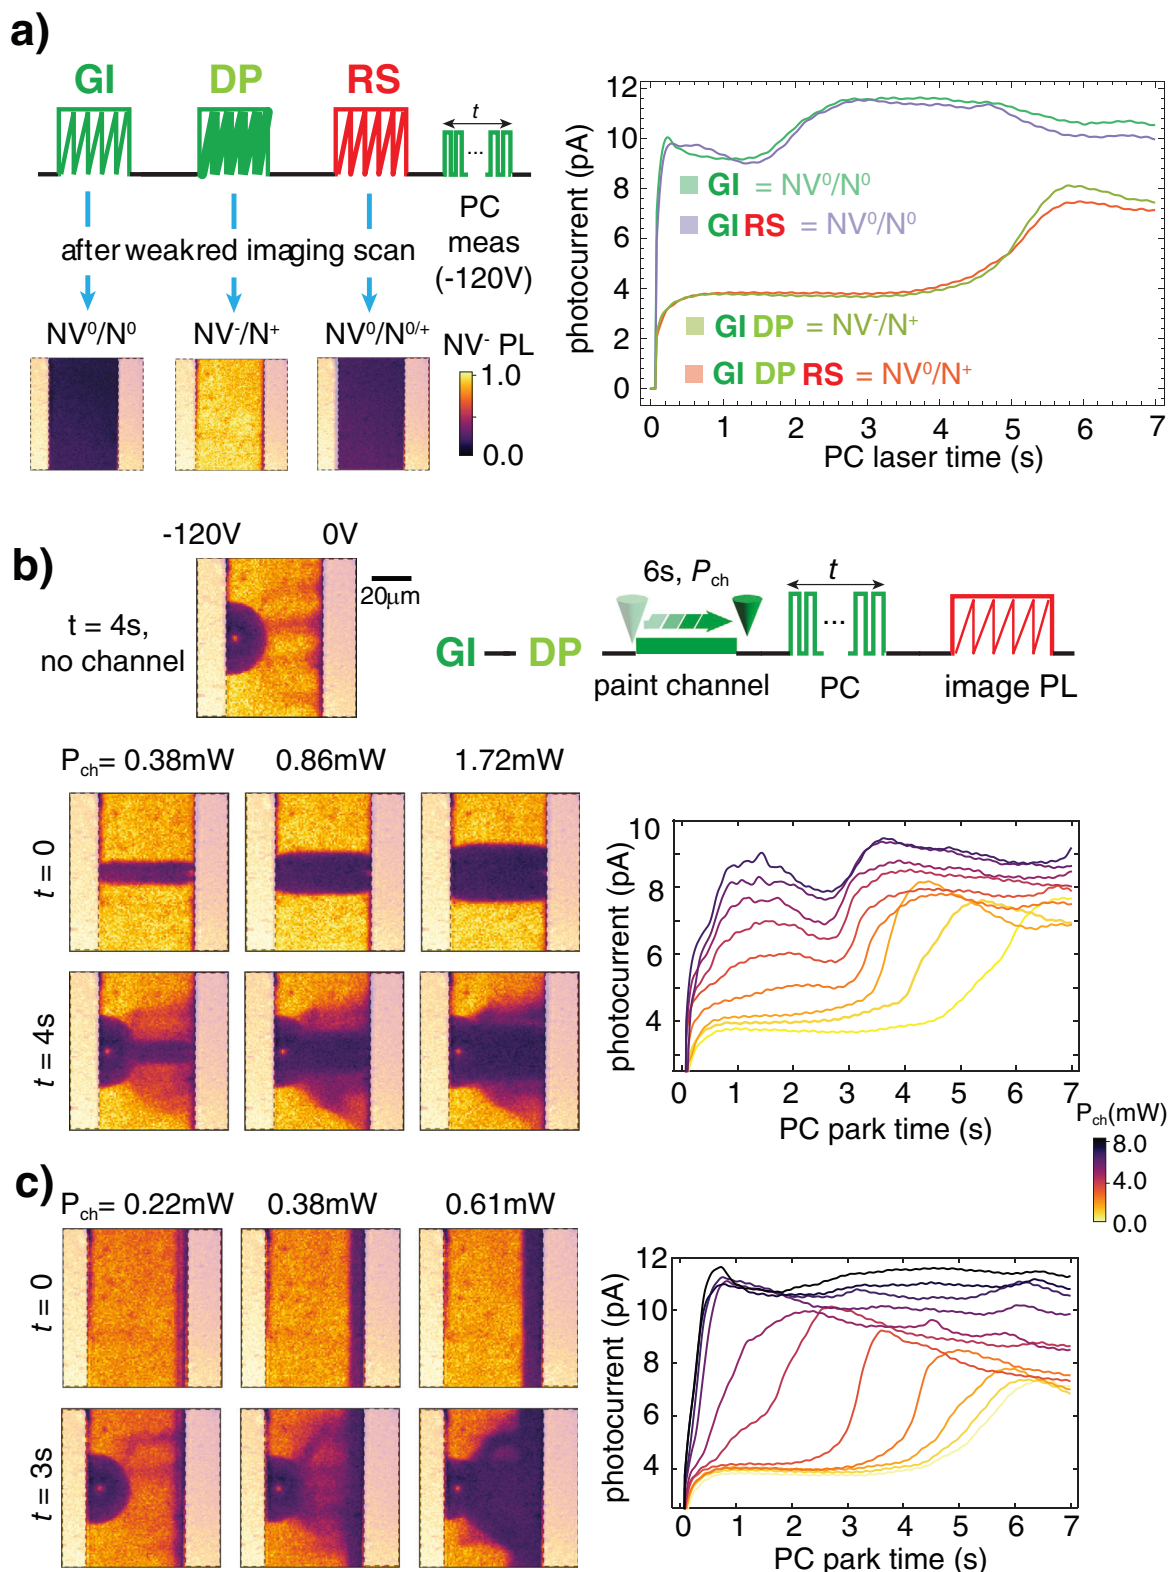 a)
GI DP RS
t
...
after weak red imaging scan
PC
meas
(-120V)
NV⁰/N⁰ NV⁻/N⁺ NV⁰/N⁰/⁺
NV⁻ PL
1.0
0.0
photocurrent (pA)
12
10
8
6
4
2
0
GI = NV⁰/N⁰
GI RS = NV⁰/N⁰
GI DP = NV⁻/N⁺
GI DP RS = NV⁰/N⁺
0 1 2 3 4 5 6 7
PC laser time (s)
b)
-120V 0V
20μm
t = 4s,
no channel
GI DP
6s, Pch
t
...
paint channel PC image PL
Pch= 0.38mW 0.86mW 1.72mW
t = 0
t = 4s
photocurrent (pA)
10
8
6
4
0 1 2 3 4 5 6 7
PC park time (s)
Pch(mW)
8.0
4.0
0.0
c)
Pch= 0.22mW 0.38mW 0.61mW
t = 0
t = 3s
photocurrent (pA)
12
10
8
6
4
0 1 2 3 4 5 6 7
PC park time (s)